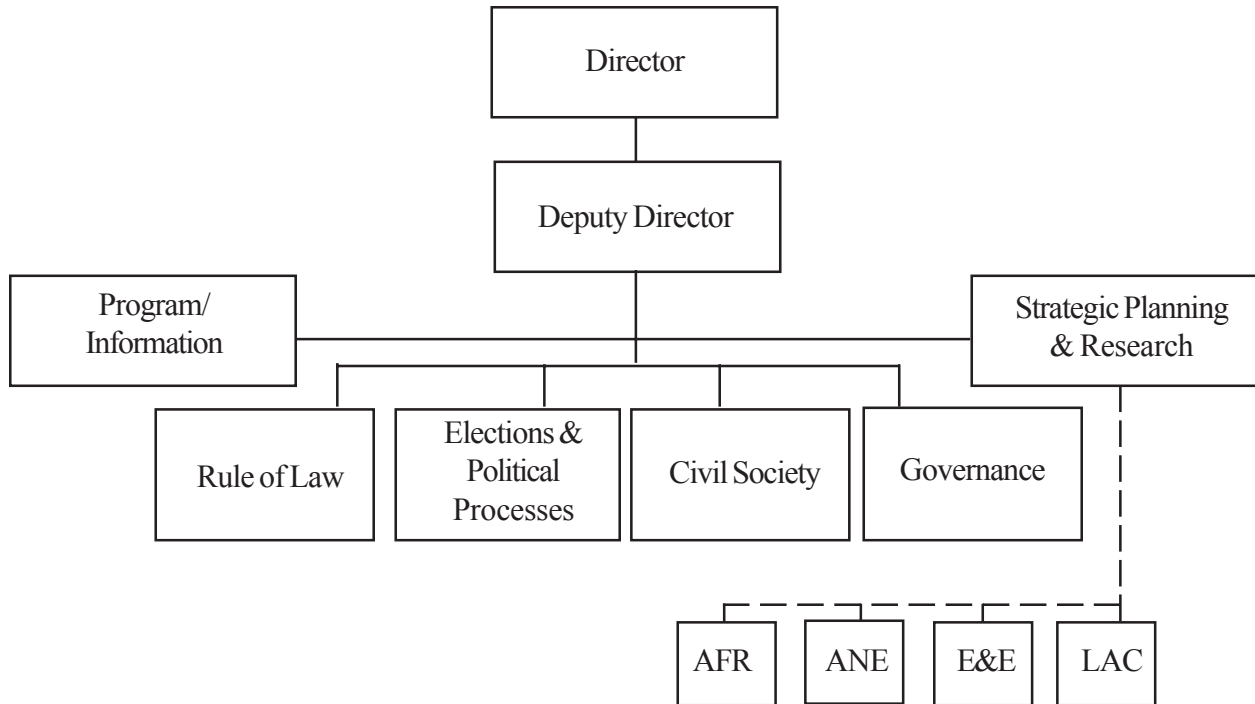 Director
Deputy Director
Program/
Information
Strategic Planning
& Research
Rule of Law
Elections &
Political
Processes
Civil Society
Governance
AFR
ANE
E&E
LAC